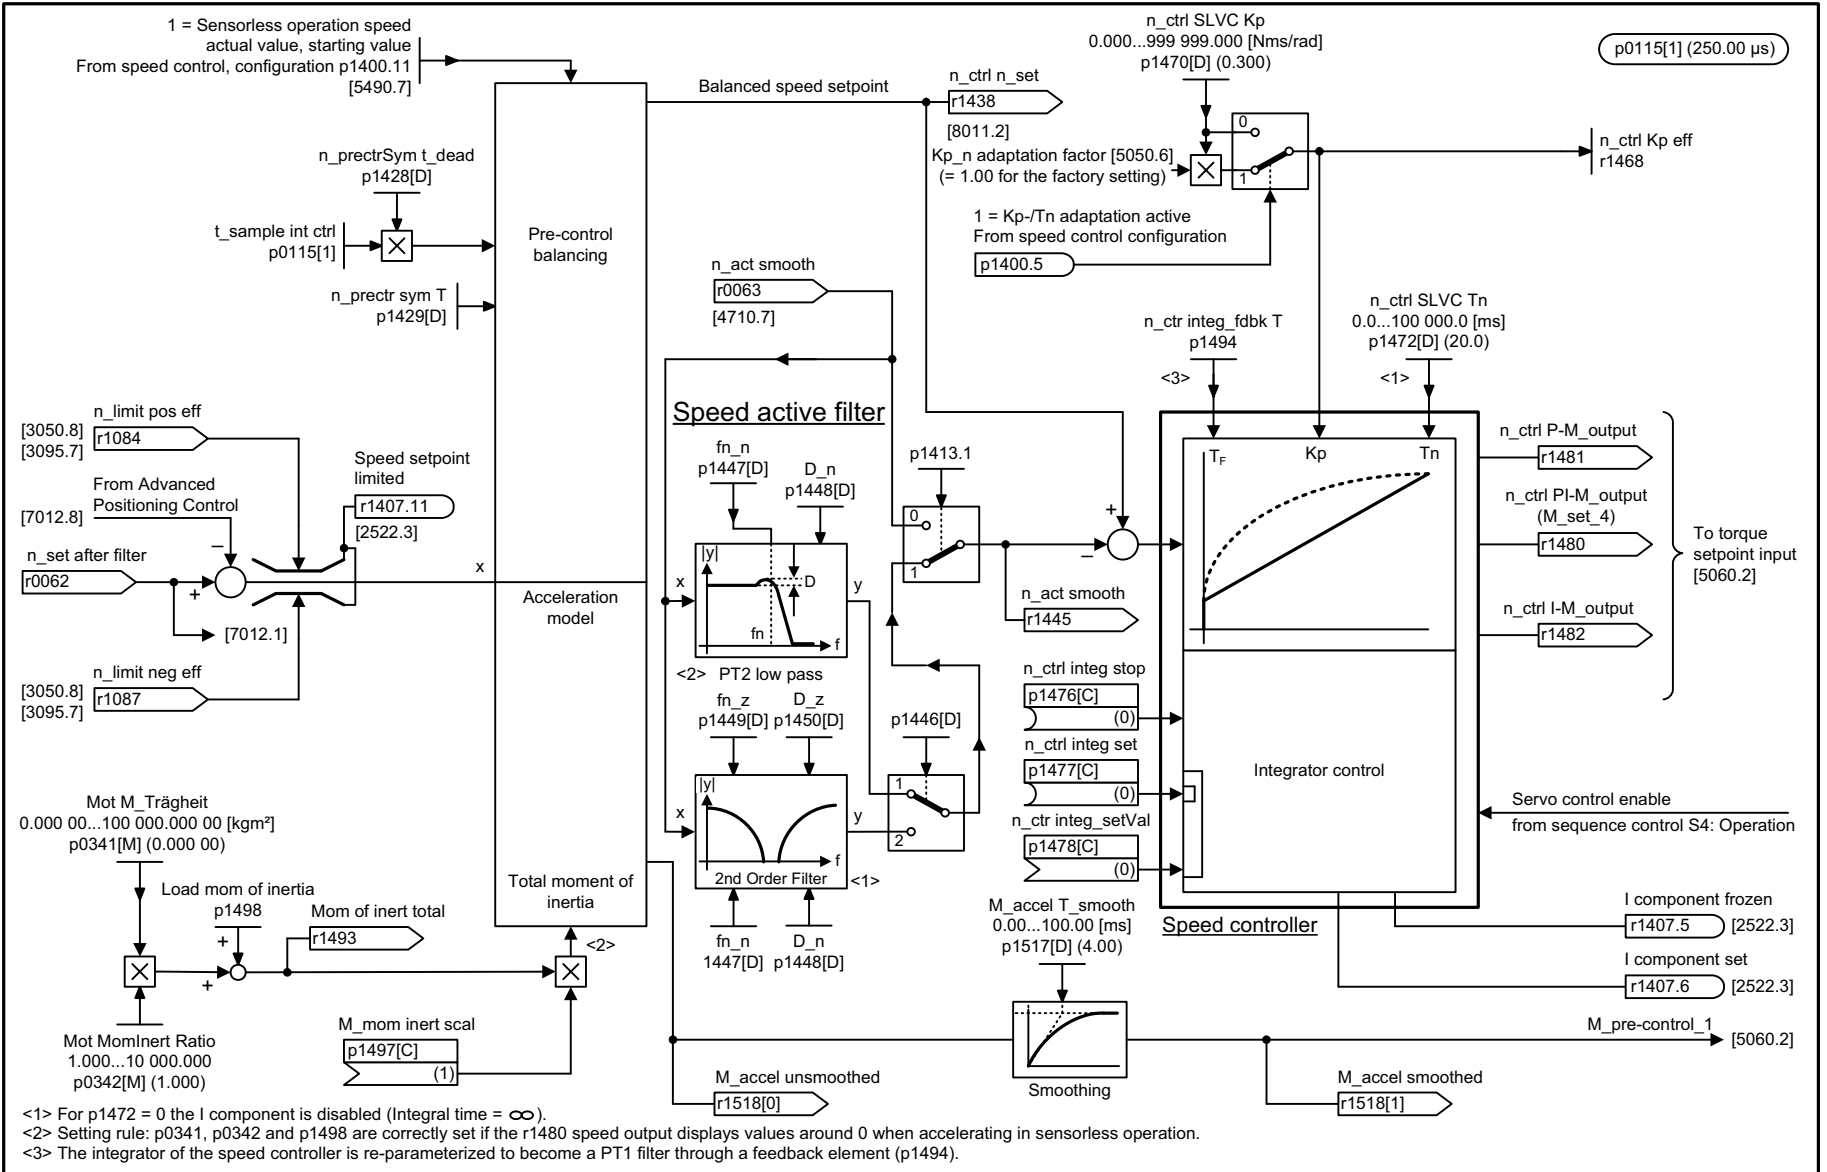 1 = Sensorless operation speed
actual value, starting value
From speed control, configuration p1400.11
[5490.7]
n_ctrl SLVC Kp
0.000...999 999.000 [Nms/rad]
p1470[D] (0.300)
p0115[1] (250.00 µs)
Balanced speed setpoint
n_ctrl n_set
r1438
[8011.2]
Kp_n adaptation factor [5050.6]
(= 1.00 for the factory setting)
0
1
n_ctrl Kp eff
r1468
1 = Kp-/Tn adaptation active
From speed control configuration
p1400.5
n_prectrSym t_dead
p1428[D]
t_sample int ctrl
p0115[1]
n_prectr sym T
p1429[D]
Pre-control
balancing
n_act smooth
r0063
[4710.7]
n_ctr integ_fdbk T
p1494
<3>
n_ctrl SLVC Tn
0.0...100 000.0 [ms]
p1472[D] (20.0)
<1>
n_limit pos eff
[3050.8]
[3095.7]
r1084
From Advanced
Positioning Control
[7012.8]
n_set after filter
r0062
–
+
[7012.1]
n_limit neg eff
[3050.8]
[3095.7]
r1087
Speed setpoint
limited
r1407.11
[2522.3]
x
Acceleration
model
Speed active filter
fn_n
p1447[D]
D_n
p1448[D]
|y|
x
D
y
fn
f
<2> PT2 low pass
fn_z
p1449[D]
D_z
p1450[D]
|y|
x
y
f
2nd Order Filter
<1>
fn_n
1447[D]
D_n
p1448[D]
p1413.1
0
1
p1446[D]
1
2
+
–
n_act smooth
r1445
T_F
Kp
Tn
n_ctrl P-M_output
r1481
n_ctrl PI-M_output
(M_set_4)
r1480
n_ctrl I-M_output
r1482
To torque
setpoint input
[5060.2]
n_ctrl integ stop
p1476[C]
(0)
n_ctrl integ set
p1477[C]
(0)
n_ctr integ_setVal
p1478[C]
(0)
Integrator control
Servo control enable
from sequence control S4: Operation
Speed controller
I component frozen
r1407.5
[2522.3]
I component set
r1407.6
[2522.3]
Mot M_Trägheit
0.000 00...100 000.000 00 [kgm²]
p0341[M] (0.000 00)
Load mom of inertia
p1498
+
+
Mom of inert total
r1493
Total moment of
inertia
<2>
Mot MomInert Ratio
1.000...10 000.000
p0342[M] (1.000)
M_mom inert scal
p1497[C]
(1)
M_accel T_smooth
0.00...100.00 [ms]
p1517[D] (4.00)
Smoothing
M_pre-control_1
[5060.2]
M_accel unsmoothed
r1518[0]
M_accel smoothed
r1518[1]
<1> For p1472 = 0 the I component is disabled (Integral time = ∞).
<2> Setting rule: p0341, p0342 and p1498 are correctly set if the r1480 speed output displays values around 0 when accelerating in sensorless operation.
<3> The integrator of the speed controller is re-parameterized to become a PT1 filter through a feedback element (p1494).